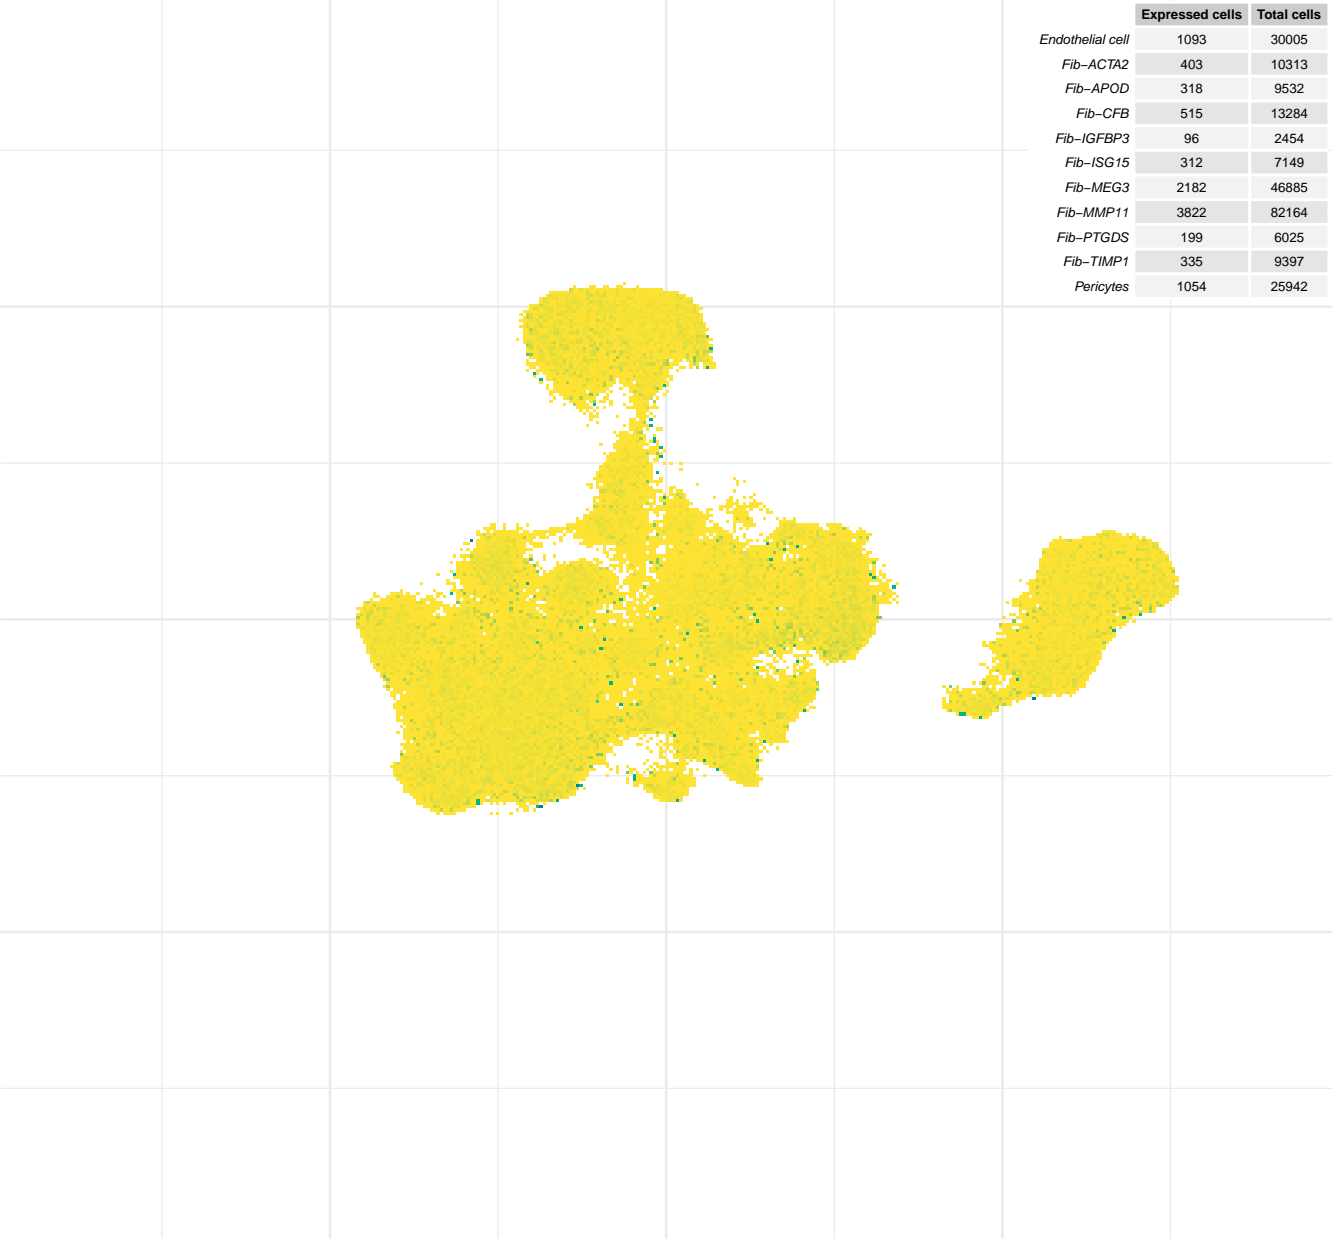 Expressed cells Total cells
Endothelial cell 1093 30005
Fib−ACTA2 403 10313
Fib−APOD 318 9532
Fib−CFB 515 13284
Fib−IGFBP3 96 2454
Fib−ISG15 312 7149
Fib−MEG3 2182 46885
Fib−MMP11 3822 82164
Fib−PTGDS 199 6025
Fib−TIMP1 335 9397
Pericytes 1054 25942